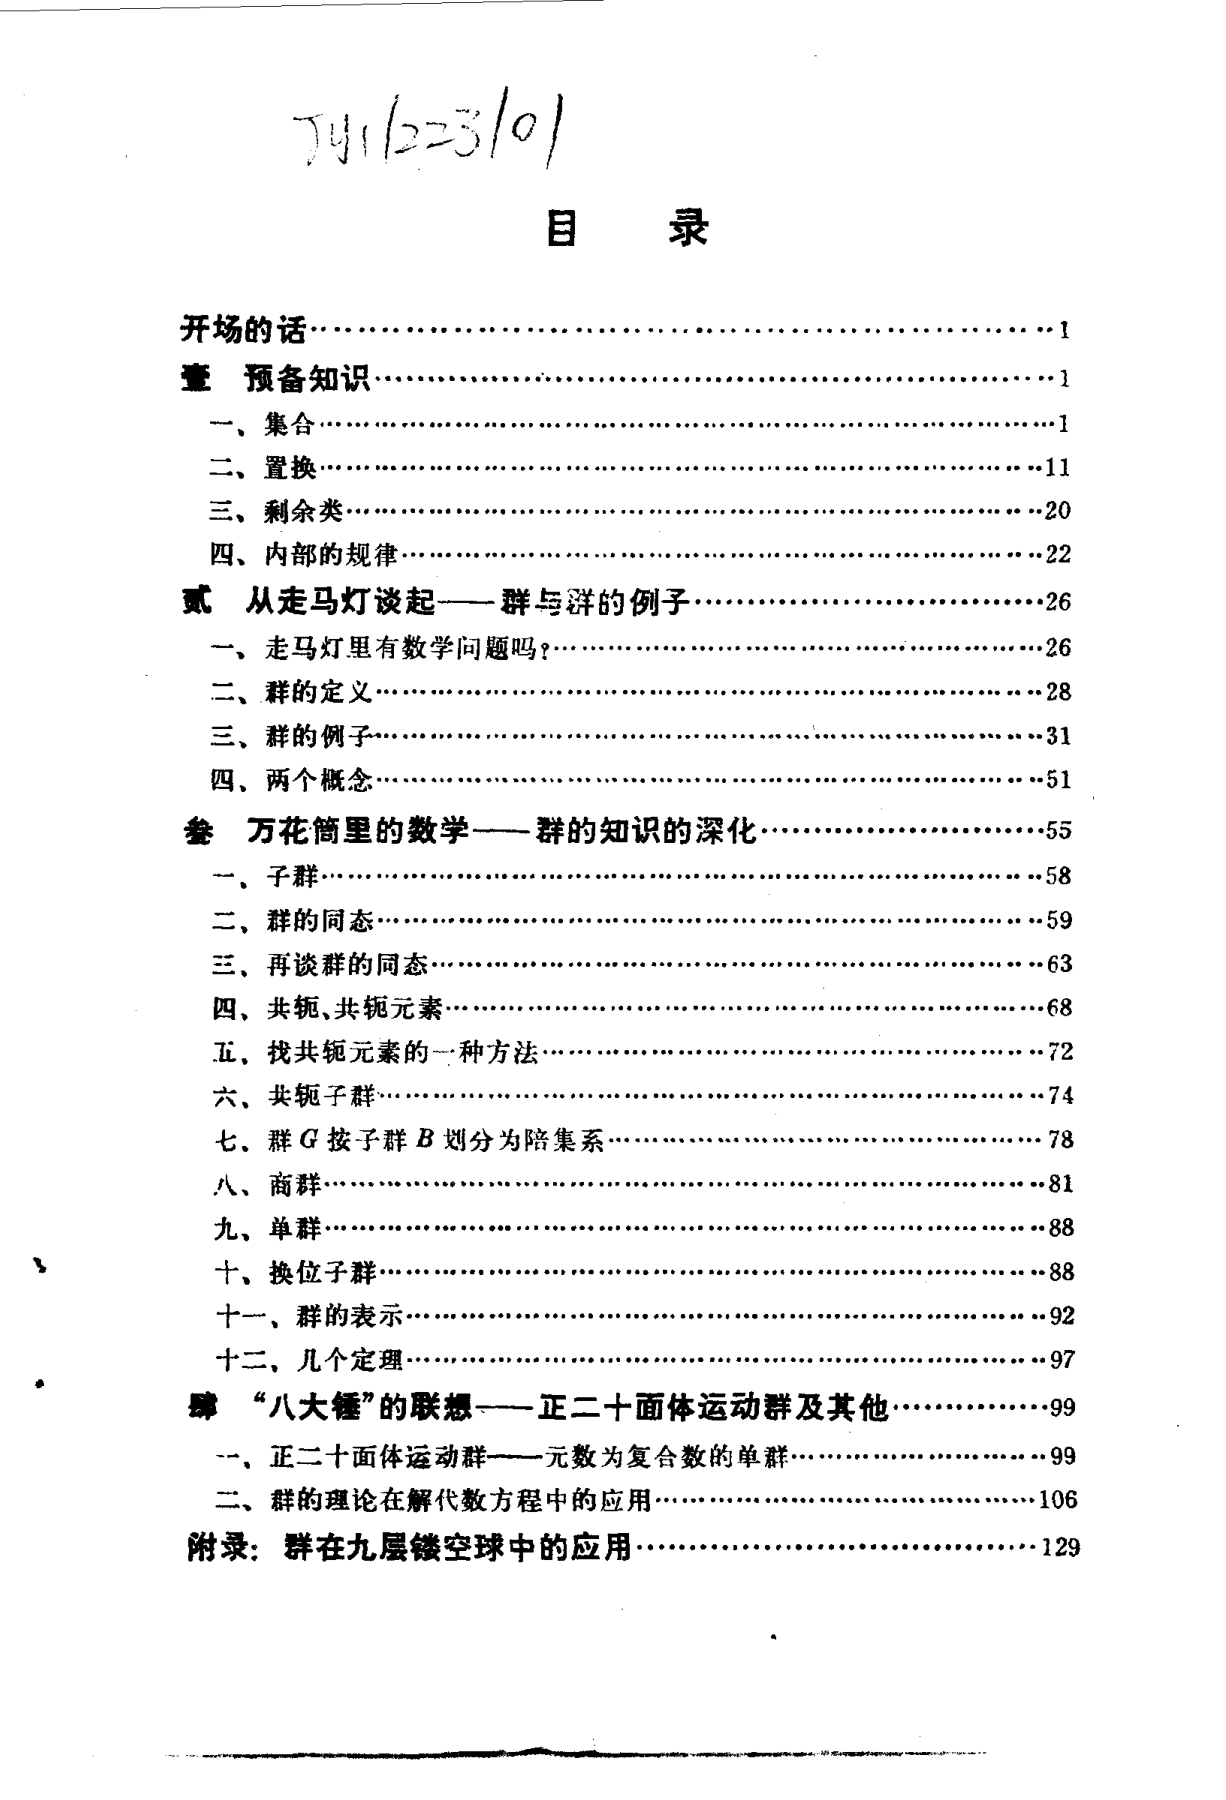 目 录
开场的话…………1
壹 预备知识…………1
一、集合…………1
二、置换…………11
三、剩余类…………20
四、内部的规律…………22
贰 从走马灯谈起——群与群的例子…………26
一、走马灯里有数学问题吗?…………26
二、群的定义…………28
三、群的例子…………31
四、两个概念…………51
叁 万花筒里的数学——群的知识的深化…………55
一、子群…………58
二、群的同态…………59
三、再谈群的同态…………63
四、共轭、共轭元素…………68
五、找共轭元素的一种方法…………72
六、共轭子群…………74
七、群G按子群B划分为陪集系…………78
八、商群…………81
九、单群…………88
十、换位子群…………88
十一、群的表示…………92
十二、几个定理…………97
肆 “八大锤”的联想——正二十面体运动群及其他…………99
一、正二十面体运动群——元数为复合数的单群…………99
二、群的理论在解代数方程中的应用…………106
附录：群在九层镂空球中的应用…………129